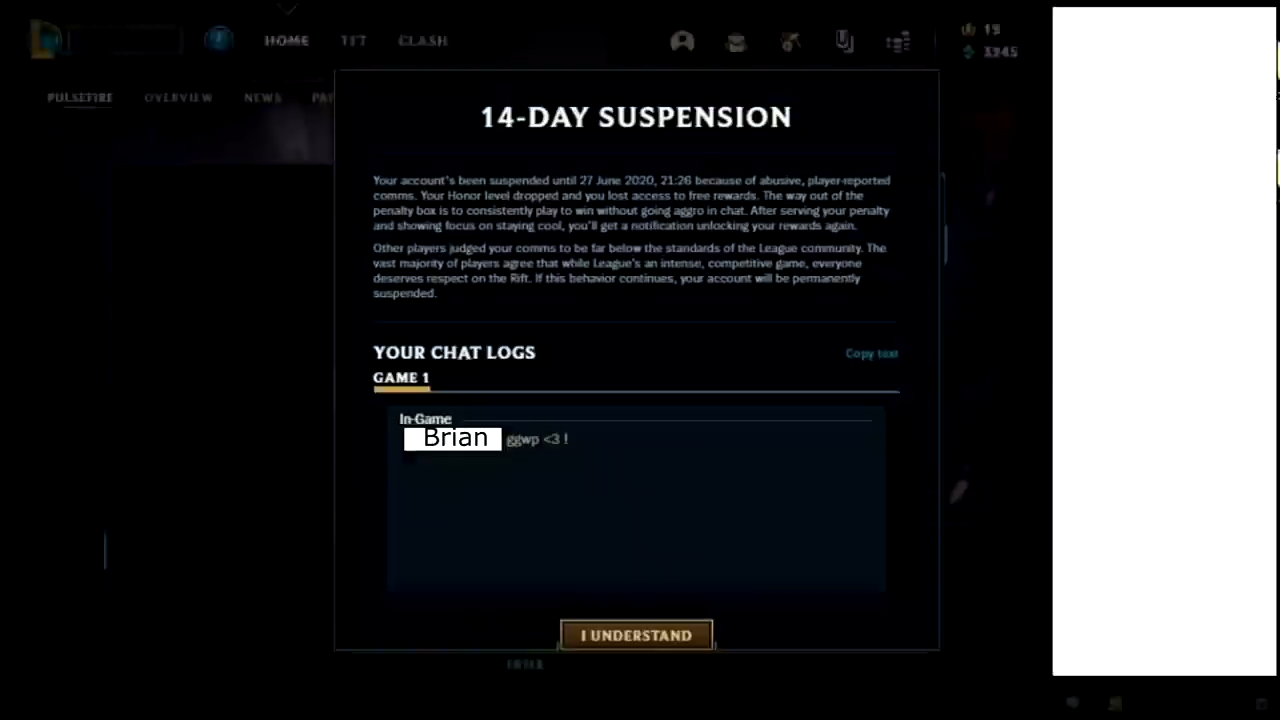 HOME TFT CLASH
19
3345
PULSEFIRE OVERVIEW NEWS
14-DAY SUSPENSION
Your account's been suspended until 27 June 2020, 21:26 because of abusive, player-reported
comms. Your Honor level dropped and you lost access to free rewards. The way out of the
penalty box is to consistently play to win without going aggro in chat. After serving your penalty
and showing focus on staying cool, you'll get a notification unlocking your rewards again.
Other players judged your comms to be far below the standards of the League community. The
vast majority of players agree that while League's an intense, competitive game, everyone
deserves respect on the Rift. If this behavior continues, your account will be permanently
suspended.
YOUR CHAT LOGS Copy text
GAME 1
In-Game
Brian ggwp <3 !
I UNDERSTAND